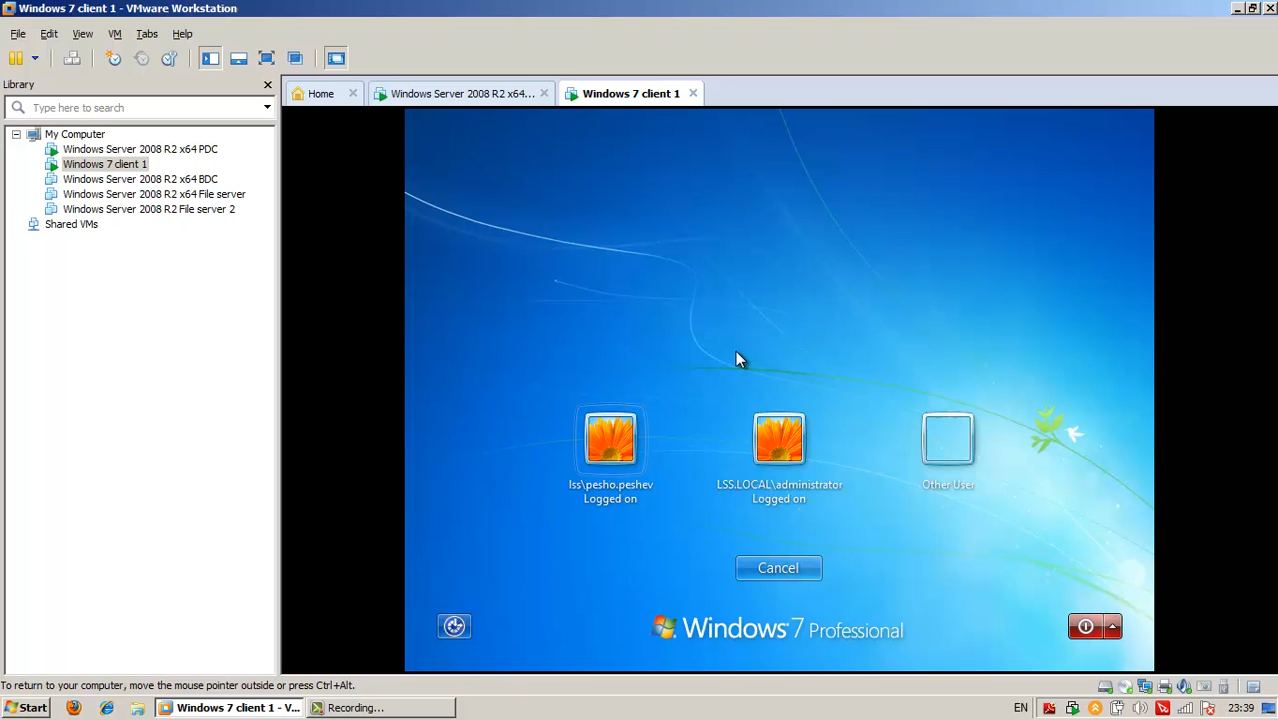 Windows 7 client 1 - VMware Workstation
File Edit View VM Tabs Help
Library
Type here to search
Home
Windows Server 2008 R2 x64...
Windows 7 client 1
My Computer
Windows Server 2008 R2 x64 PDC
Windows 7 client 1
Windows Server 2008 R2 x64 BDC
Windows Server 2008 R2 x64 File server
Windows Server 2008 R2 File server 2
Shared VMs
lss\pesho.peshev
Logged on
LSS.LOCAL\administrator
Logged on
Other User
Cancel
Windows 7 Professional
To return to your computer, move the mouse pointer outside or press Ctrl+Alt.
Start
Windows 7 client 1 - V...
Recording...
EN
23:39